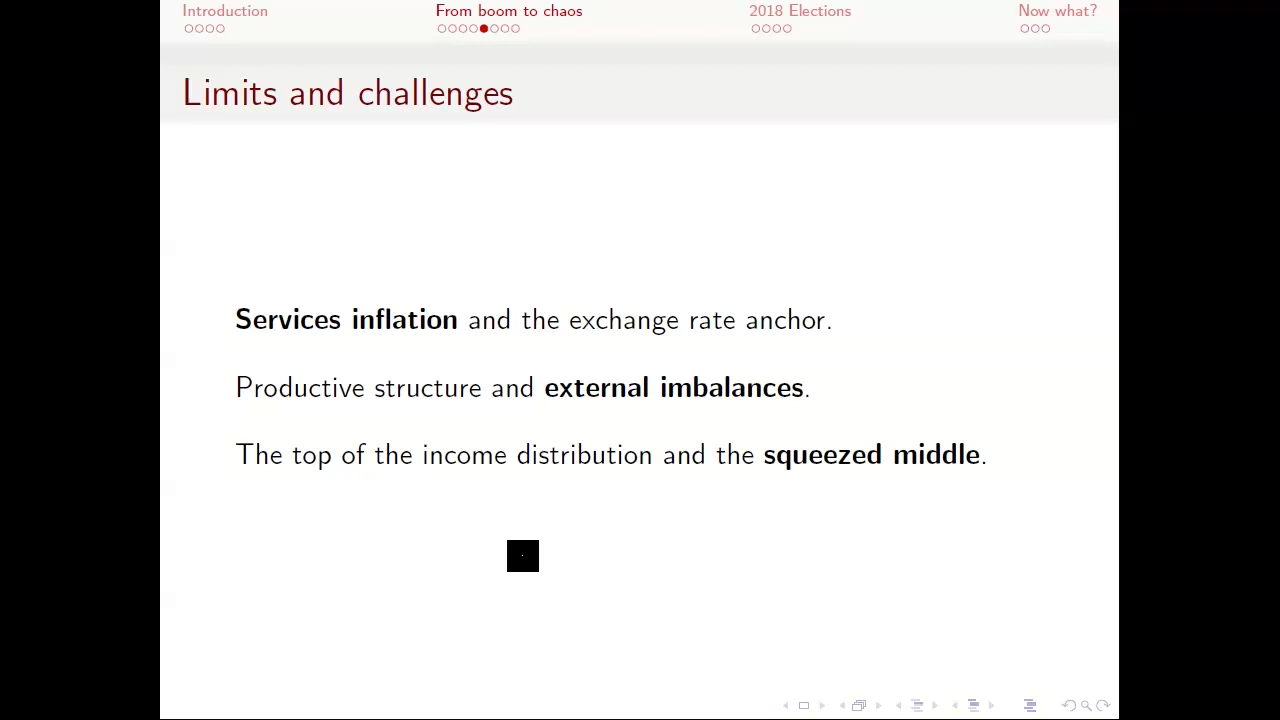 Introduction From boom to chaos 2018 Elections Now what?
Limits and challenges
Services inflation and the exchange rate anchor.
Productive structure and external imbalances.
The top of the income distribution and the squeezed middle.